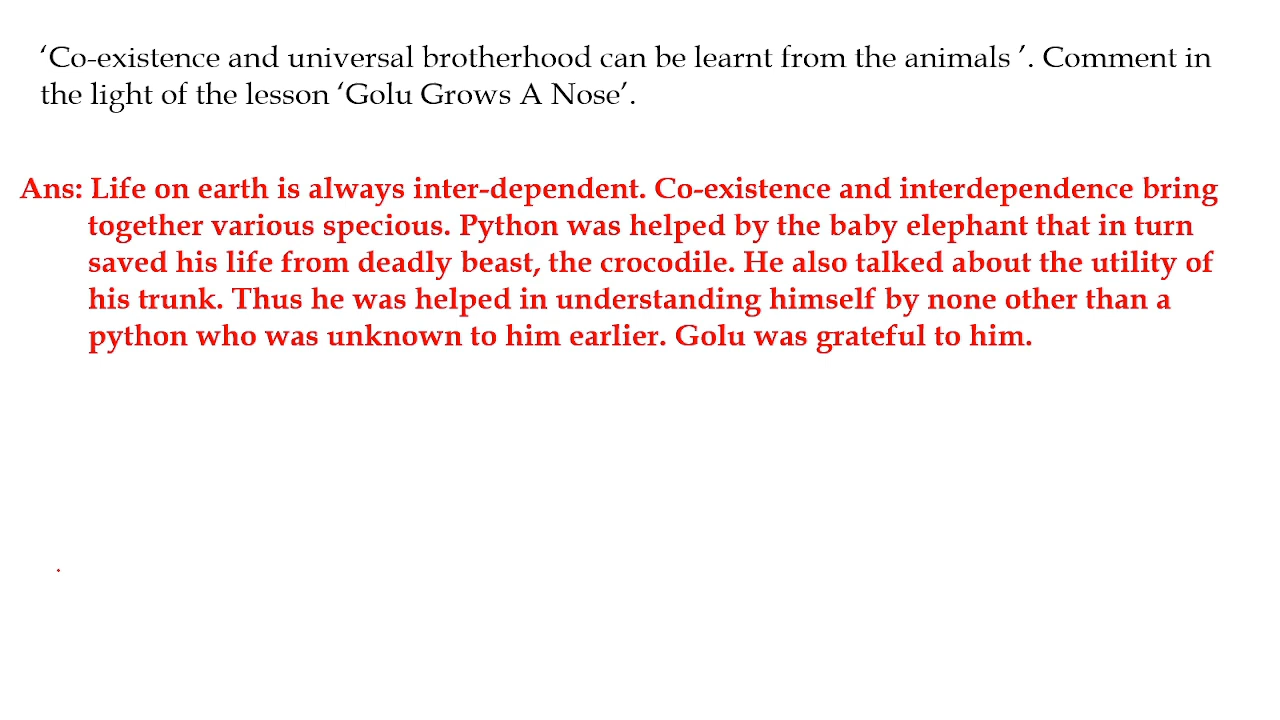 ‘Co-existence and universal brotherhood can be learnt from the animals ’. Comment in
the light of the lesson ‘Golu Grows A Nose’.
Ans: Life on earth is always inter-dependent. Co-existence and interdependence bring
together various specious. Python was helped by the baby elephant that in turn
saved his life from deadly beast, the crocodile. He also talked about the utility of
his trunk. Thus he was helped in understanding himself by none other than a
python who was unknown to him earlier. Golu was grateful to him.